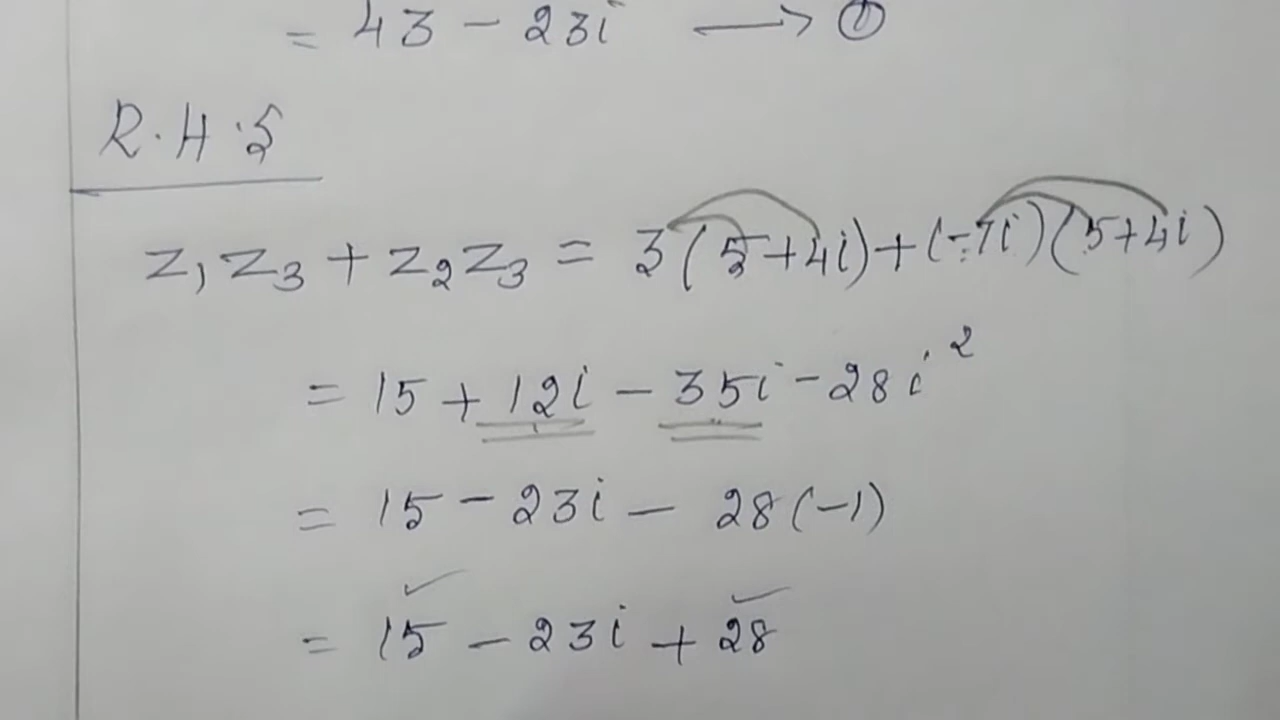 = 43 - 23i ⟶ ①
R.H.S
z₁z₃ + z₂z₃ = 3(5+4i)+(-7i)(5+4i)
= 15 + 12i - 35i - 28i²
= 15 - 23i - 28(-1)
= 15 - 23i + 28